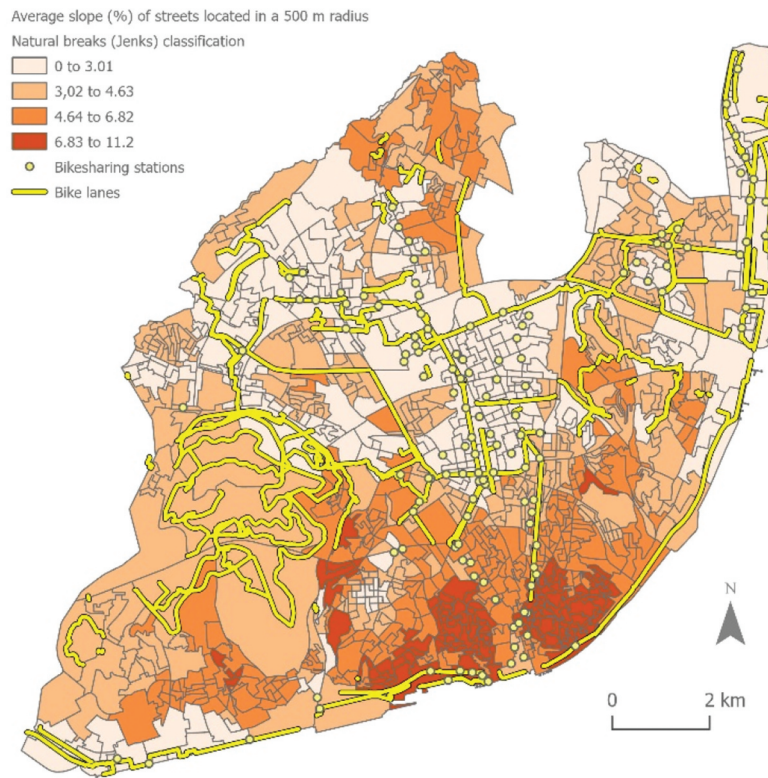 Average slope (%) of streets located in a 500 m radius
Natural breaks (Jenks) classification
0 to 3.01
3,02 to 4.63
4.64 to 6.82
6.83 to 11.2
Bikesharing stations
Bike lanes
N
0 2 km